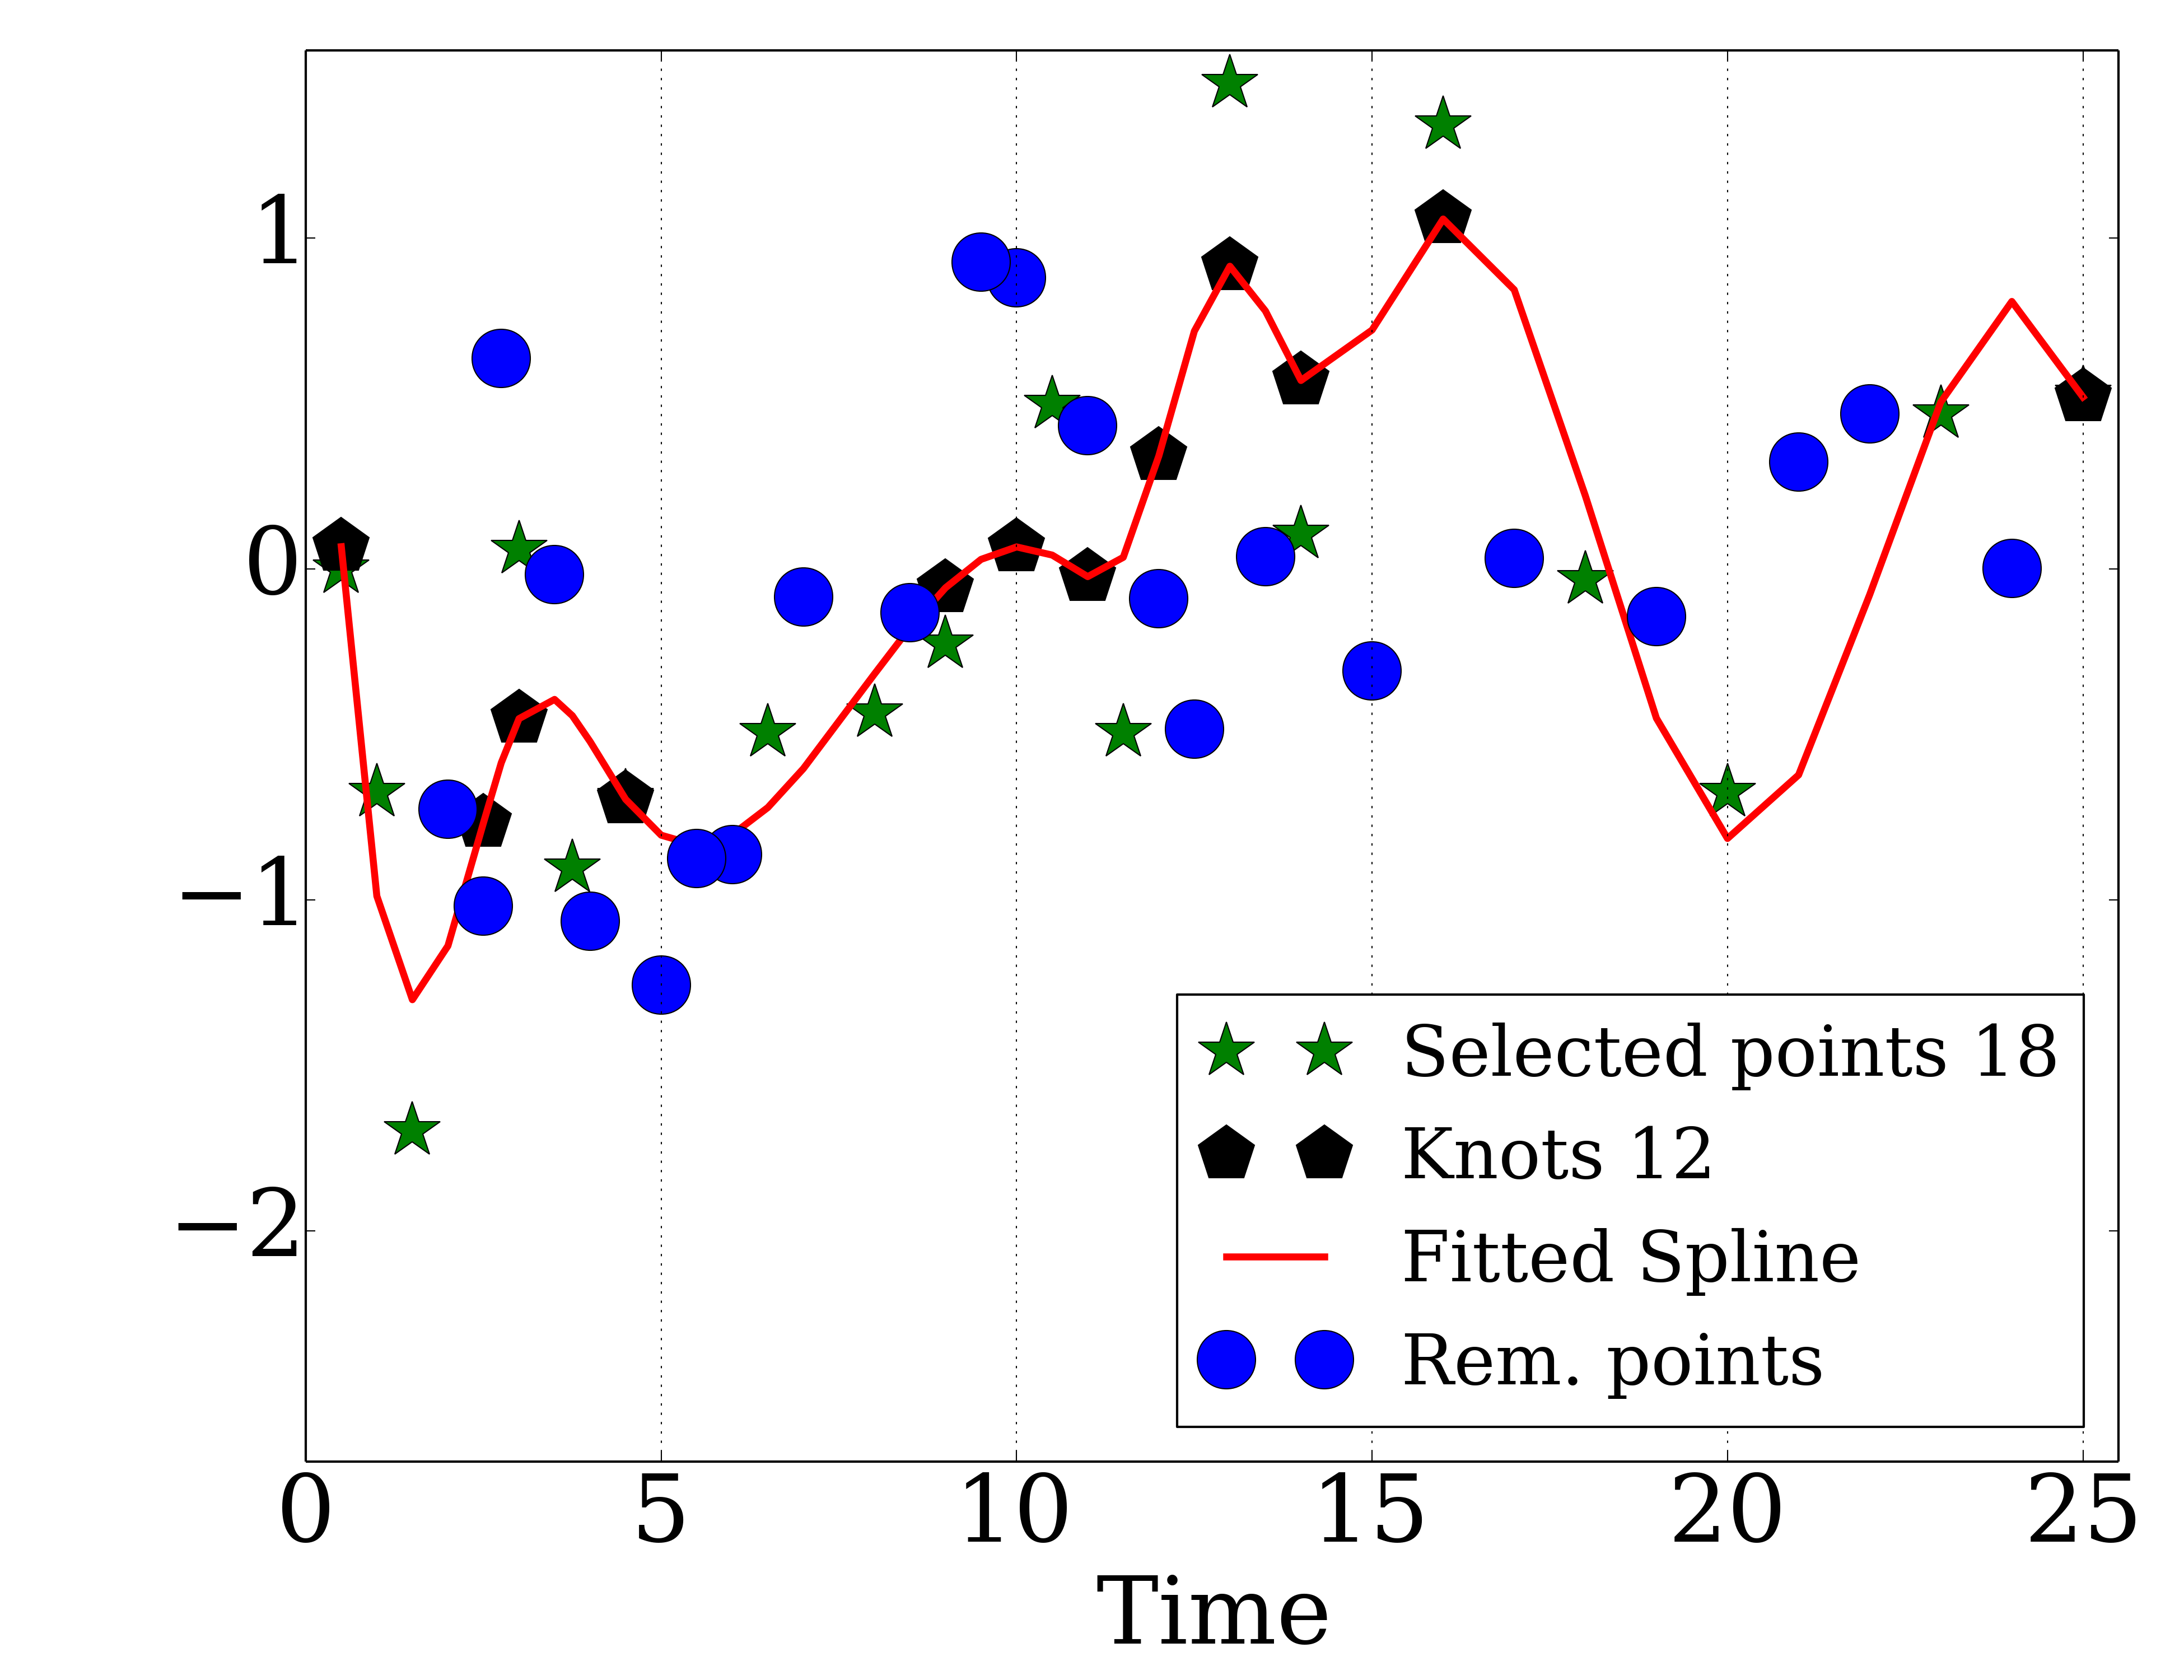 1
0
−1
−2
Selected points 18
Knots 12
Fitted Spline
Rem. points
0 5 10 15 20 25
Time